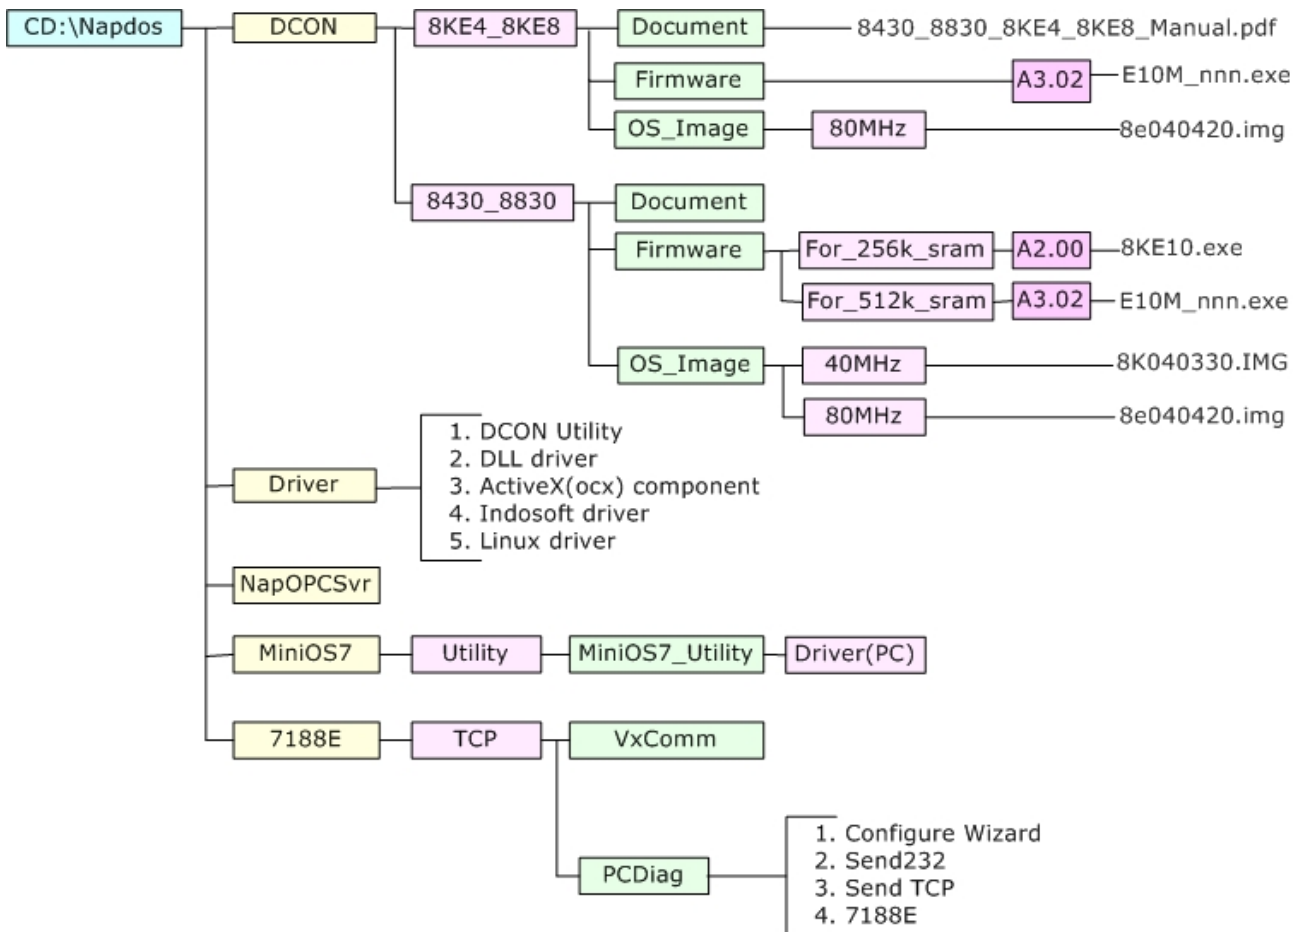 CD:\Napdos DCON 8KE4_8KE8 Document 8430_8830_8KE4_8KE8_Manual.pdf
Firmware A3.02 E10M_nnn.exe
OS_Image 80MHz 8e040420.img
8430_8830 Document
Firmware For_256k_sram A2.00 8KE10.exe
For_512k_sram A3.02 E10M_nnn.exe
OS_Image 40MHz 8K040330.IMG
80MHz 8e040420.img
Driver
1. DCON Utility
2. DLL driver
3. ActiveX(ocx) component
4. Indosoft driver
5. Linux driver
NapOPCSvr
MiniOS7 Utility MiniOS7_Utility Driver(PC)
7188E TCP VxComm
PCDiag
1. Configure Wizard
2. Send232
3. Send TCP
4. 7188E